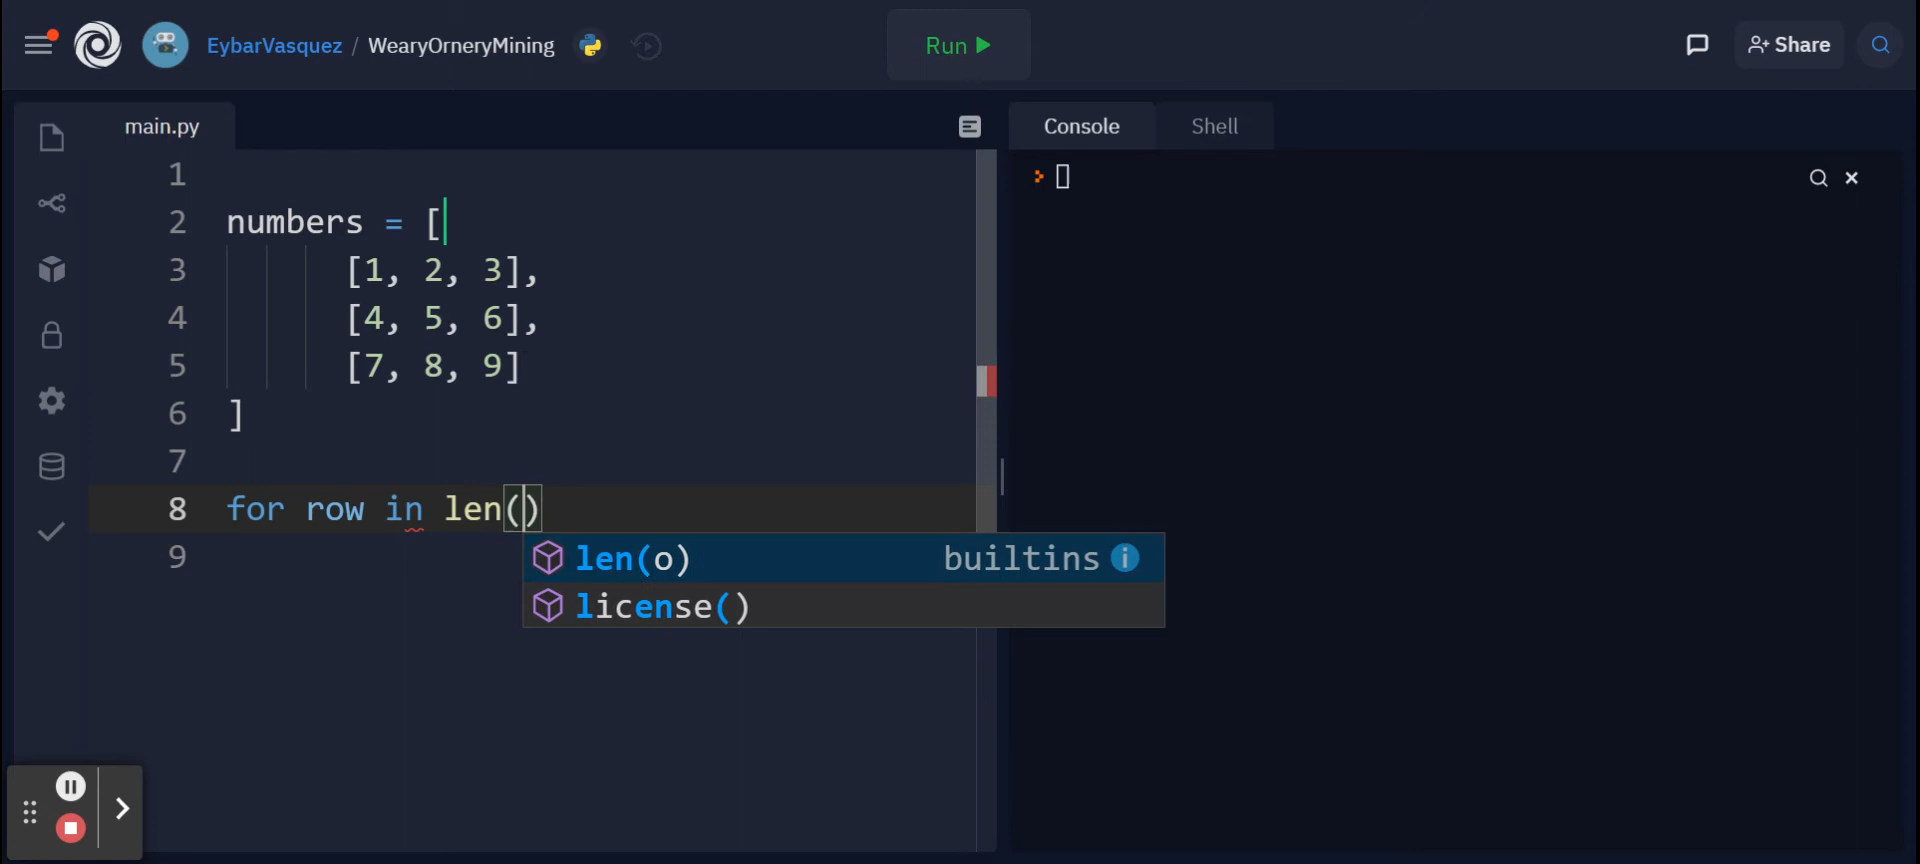 EybarVasquez / WearyOrneryMining
Run
Share
main.py
Console
Shell
1
2 numbers = [
3 [1, 2, 3],
4 [4, 5, 6],
5 [7, 8, 9]
6 ]
7
8 for row in len()
9
len(o) builtins
license()